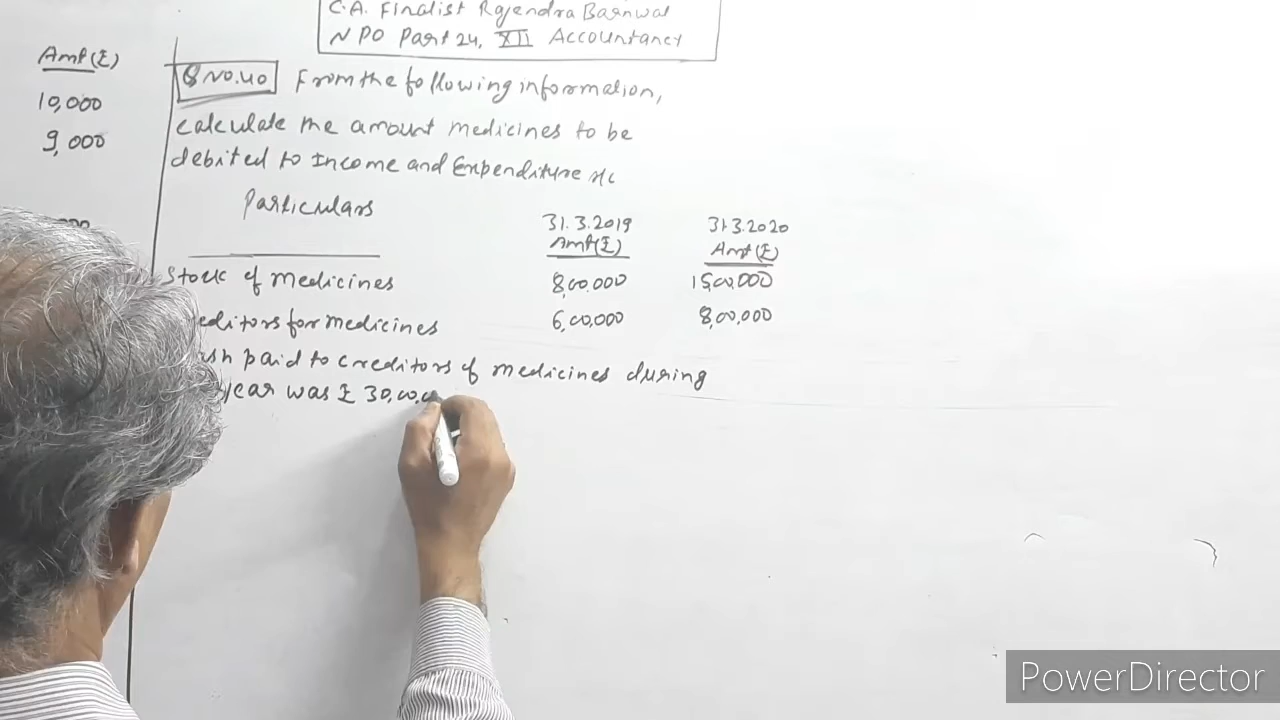 C.A. Finalist Rajendra Barnwal
NPO Part 24, XII Accountancy
Amt(₹)
10,000
9,000
Q No.40 From the following information,
calculate the amount medicines to be
debited to Income and Expenditure A/c
Particulars
31.3.2019 31.3.2020
Amt(₹) Amt(₹)
Stock of medicines 8,00,000 15,00,000
editors for medicines 6,00,000 8,00,000
sh paid to creditors of medicines during
year was ₹ 30,00,0
PowerDirector